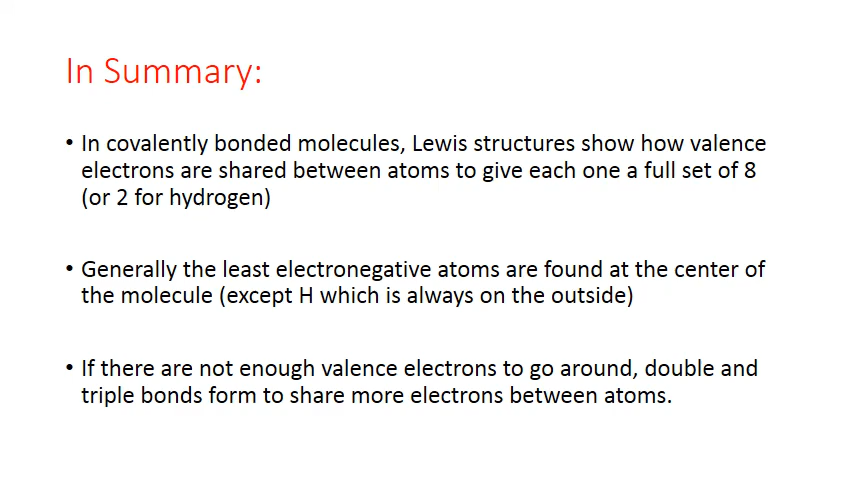 In Summary:
• In covalently bonded molecules, Lewis structures show how valence
electrons are shared between atoms to give each one a full set of 8
(or 2 for hydrogen)
• Generally the least electronegative atoms are found at the center of
the molecule (except H which is always on the outside)
• If there are not enough valence electrons to go around, double and
triple bonds form to share more electrons between atoms.